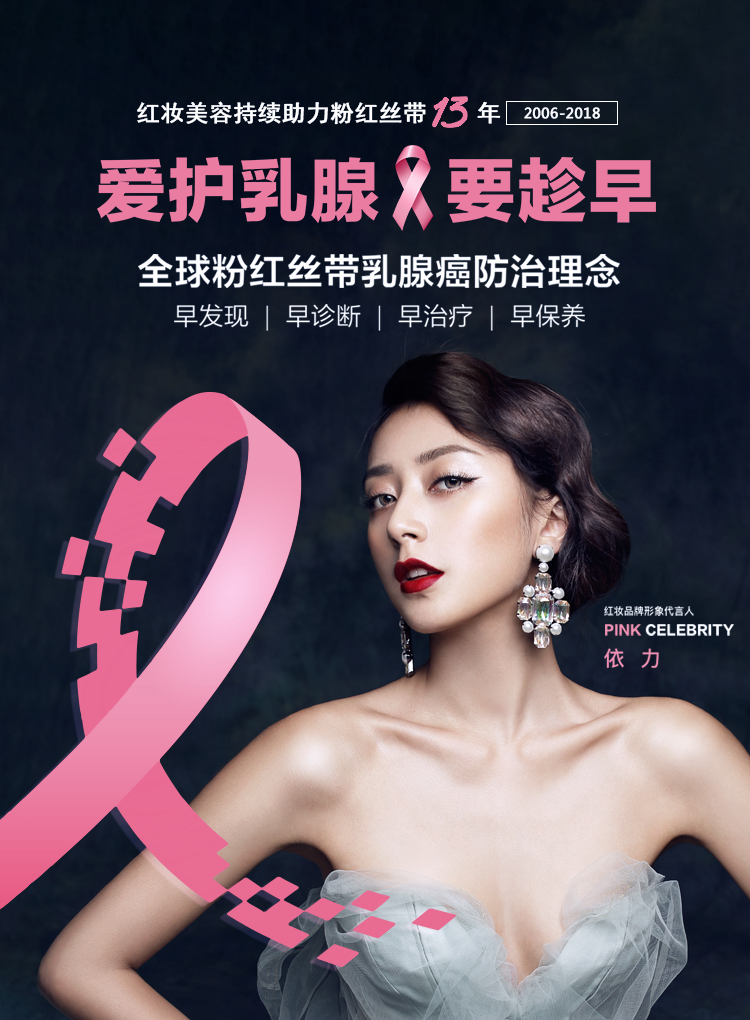 红妆美容持续助力粉红丝带13年 2006-2018
爱护乳腺 要趁早
全球粉红丝带乳腺癌防治理念
早发现 | 早诊断 | 早治疗 | 早保养
红妆品牌形象代言人
PINK CELEBRITY
依 力